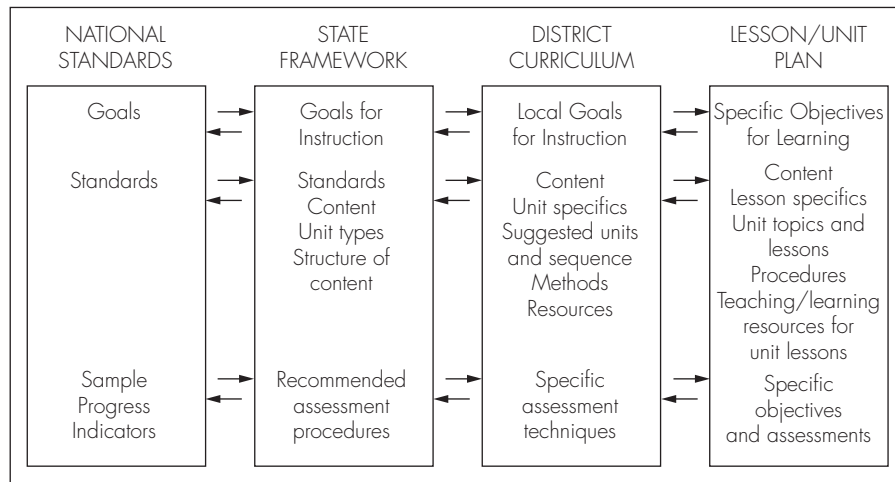 NATIONAL
STANDARDS
STATE
FRAMEWORK
DISTRICT
CURRICULUM
LESSON/UNIT
PLAN
Goals
Goals for
Instruction
Local Goals
for Instruction
Specific Objectives
for Learning
Standards
Standards
Content
Unit types
Structure of
content
Content
Unit specifics
Suggested units
and sequence
Methods
Resources
Content
Lesson specifics
Unit topics and
lessons
Procedures
Teaching/learning
resources for
unit lessons
Sample
Progress
Indicators
Recommended
assessment
procedures
Specific
assessment
techniques
Specific
objectives
and assessments